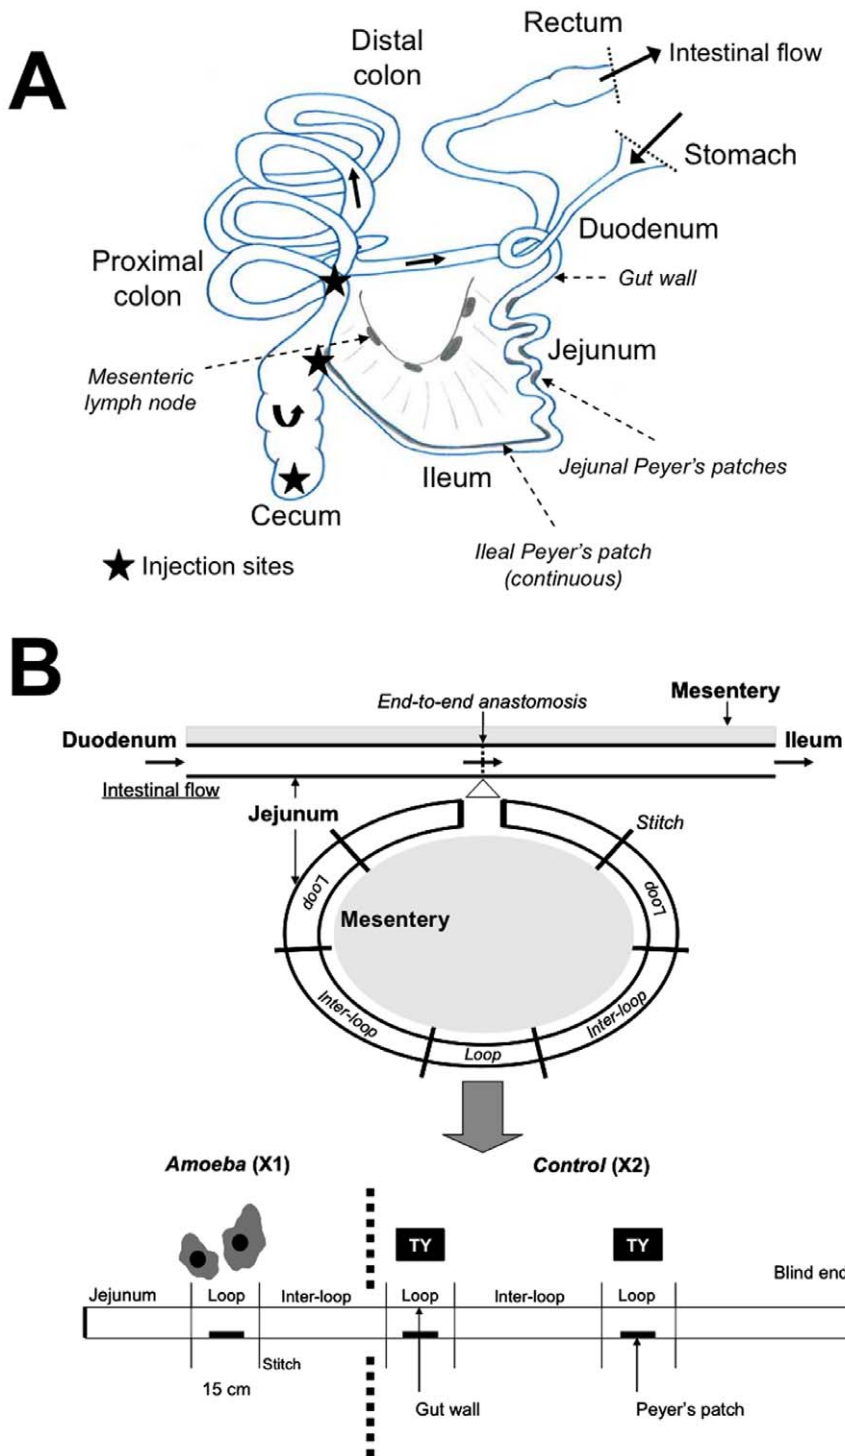 A
Distal
colon
Rectum
Intestinal flow
Stomach
Duodenum
Proximal
colon
Gut wall
Jejunum
Mesenteric
lymph node
Jejunal Peyer's patches
Ileum
Cecum
Ileal Peyer's patch
(continuous)
Injection sites
B
End-to-end anastomosis
Mesentery
Duodenum
Ileum
Intestinal flow
Jejunum
Stitch
Loop
Loop
Mesentery
Inter-loop
Inter-loop
Loop
Amoeba (X1)
Control (X2)
TY
TY
Blind end
Jejunum
Loop
Inter-loop
Loop
Inter-loop
Loop
Stitch
15 cm
Gut wall
Peyer's patch